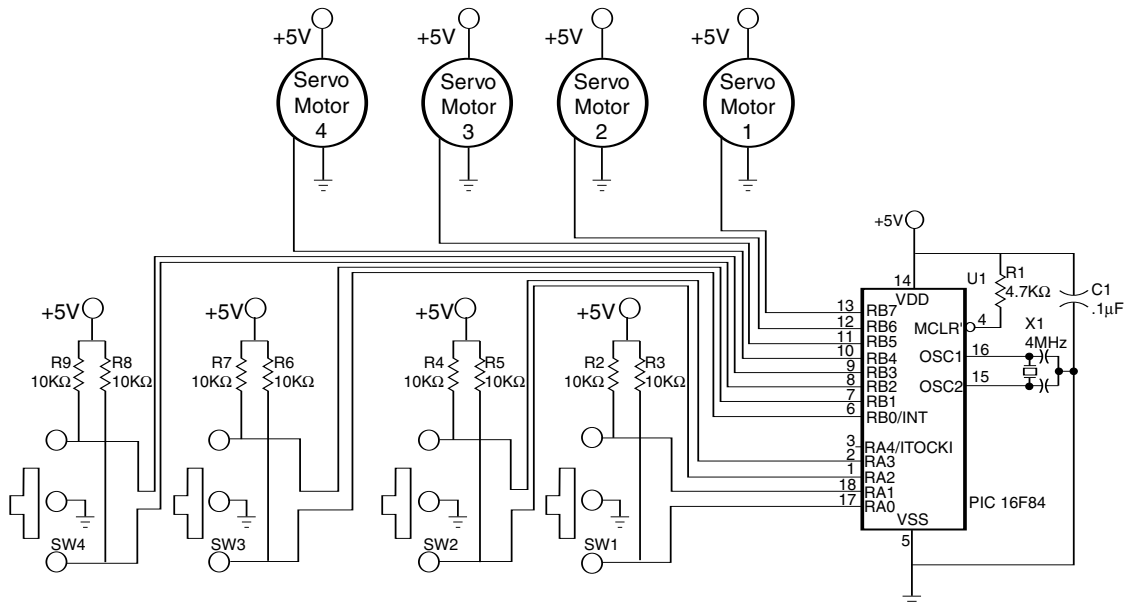 +5V
+5V
+5V
+5V
Servo
Motor
4
Servo
Motor
3
Servo
Motor
2
Servo
Motor
1
+5V
14
VDD
U1
R1
4.7KΩ
C1
.1µF
13
RB7
12
RB6
11
RB5
10
RB4
9
RB3
8
RB2
7
RB1
6
RB0/INT
3
RA4/ITOCKI
2
RA3
1
RA2
18
RA1
17
RA0
MCLR'
4
OSC1
16
OSC2
15
X1
4MHz
VSS
5
PIC 16F84
+5V
R9
10KΩ
R8
10KΩ
SW4
+5V
R7
10KΩ
R6
10KΩ
SW3
+5V
R4
10KΩ
R5
10KΩ
SW2
+5V
R2
10KΩ
R3
10KΩ
SW1